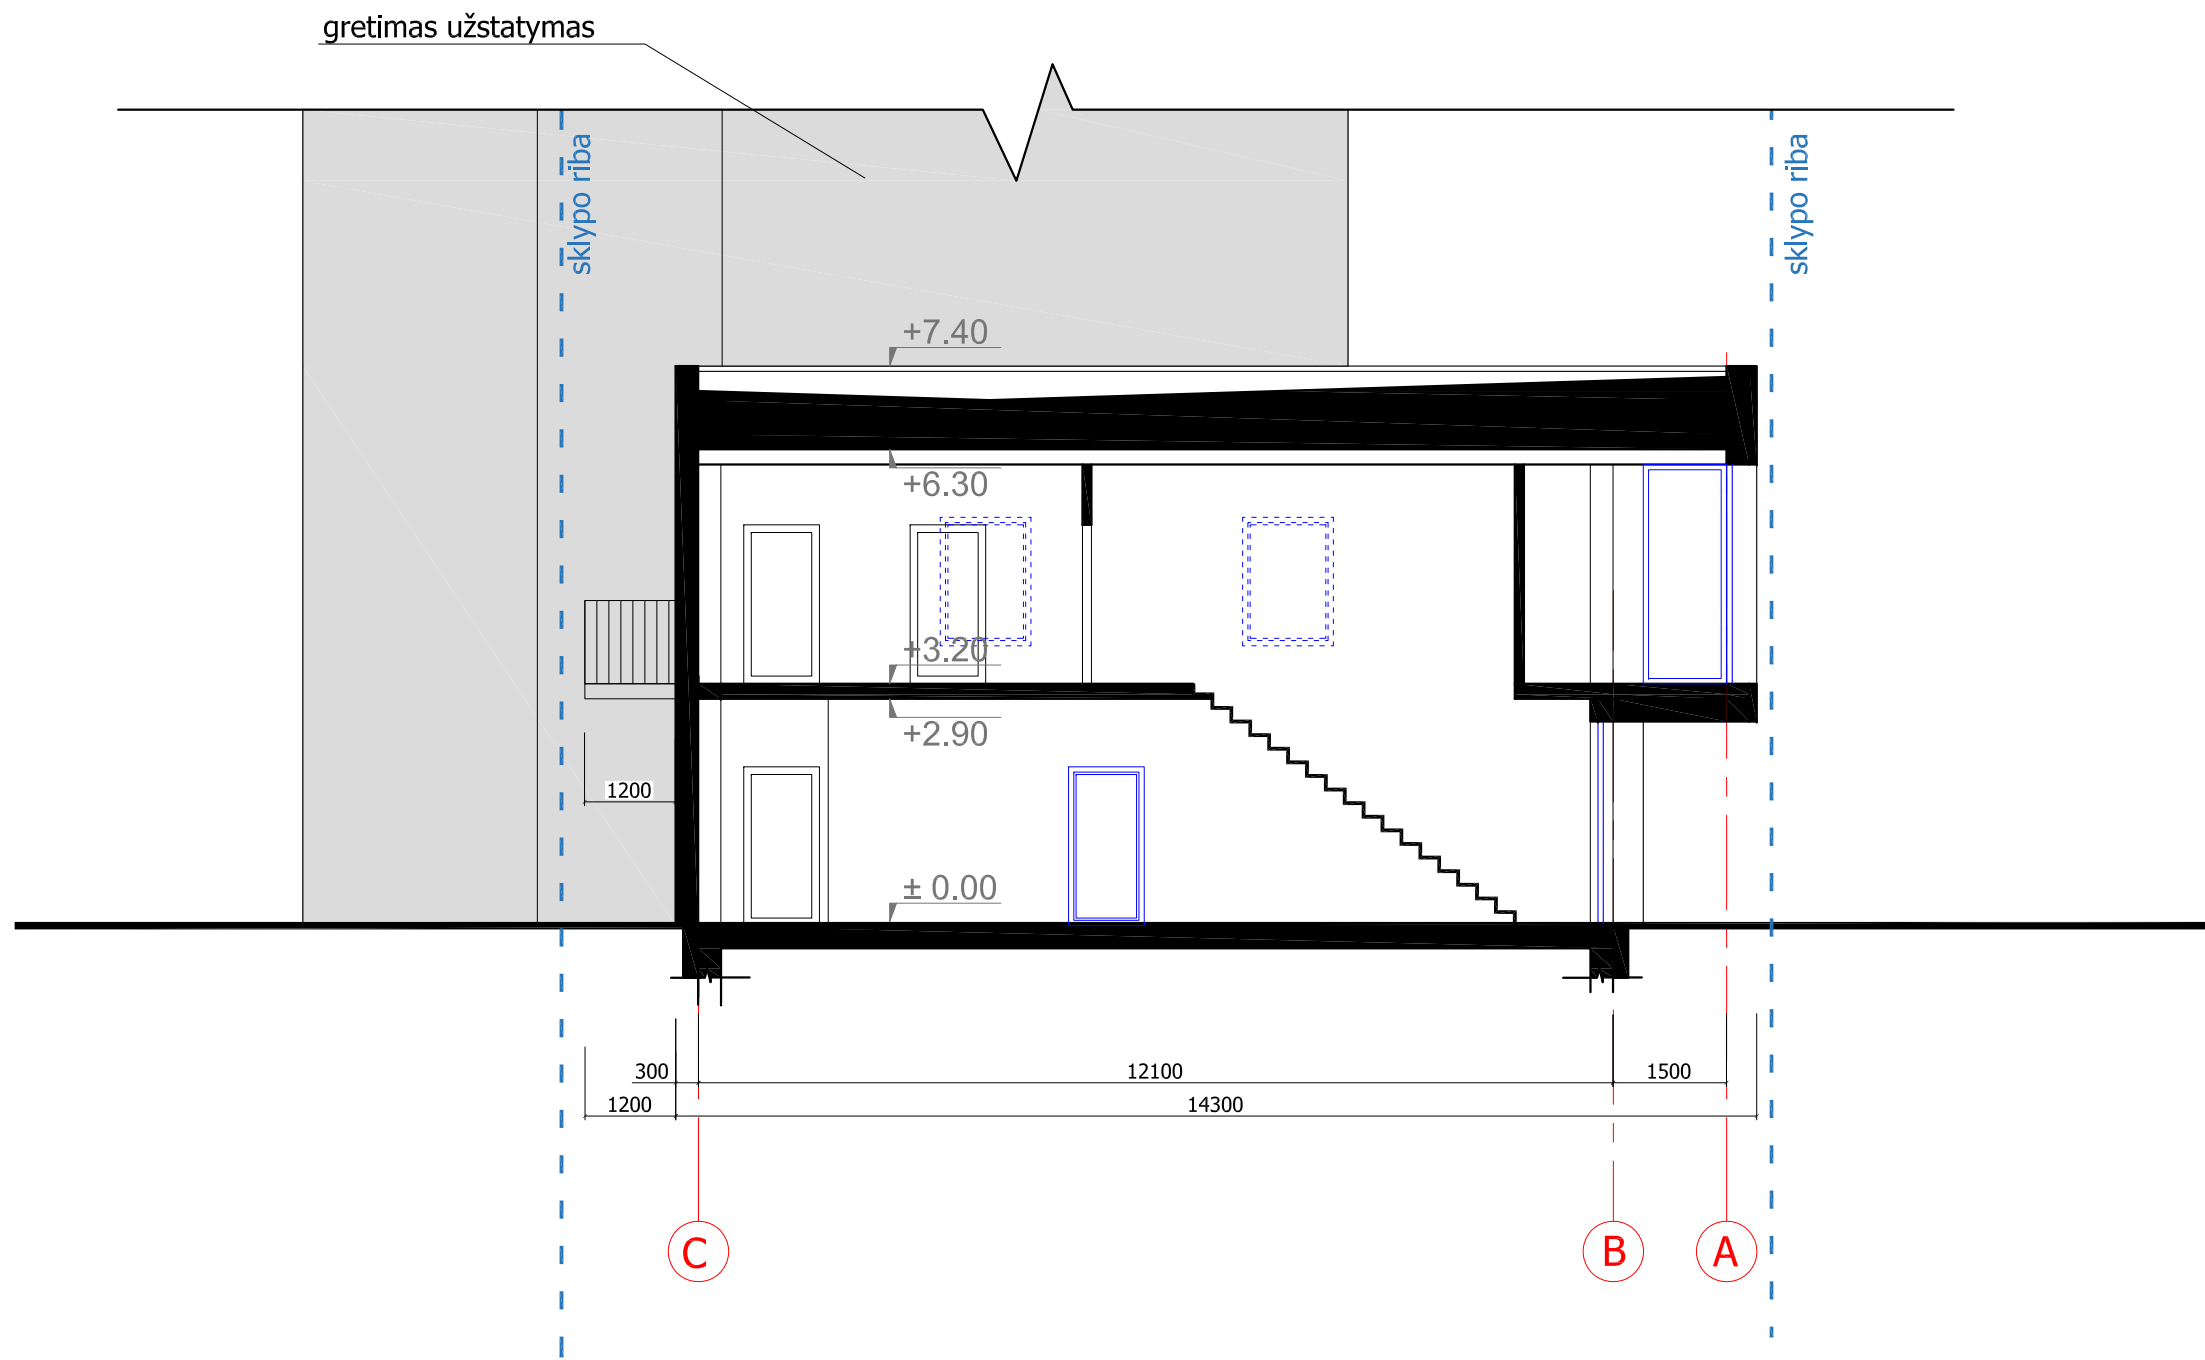 gretimas užstatymas
sklypo riba
sklypo riba
+7.40
+6.30
+3.20
+2.90
1200
± 0.00
300
12100
1500
1200
14300
C
B
A